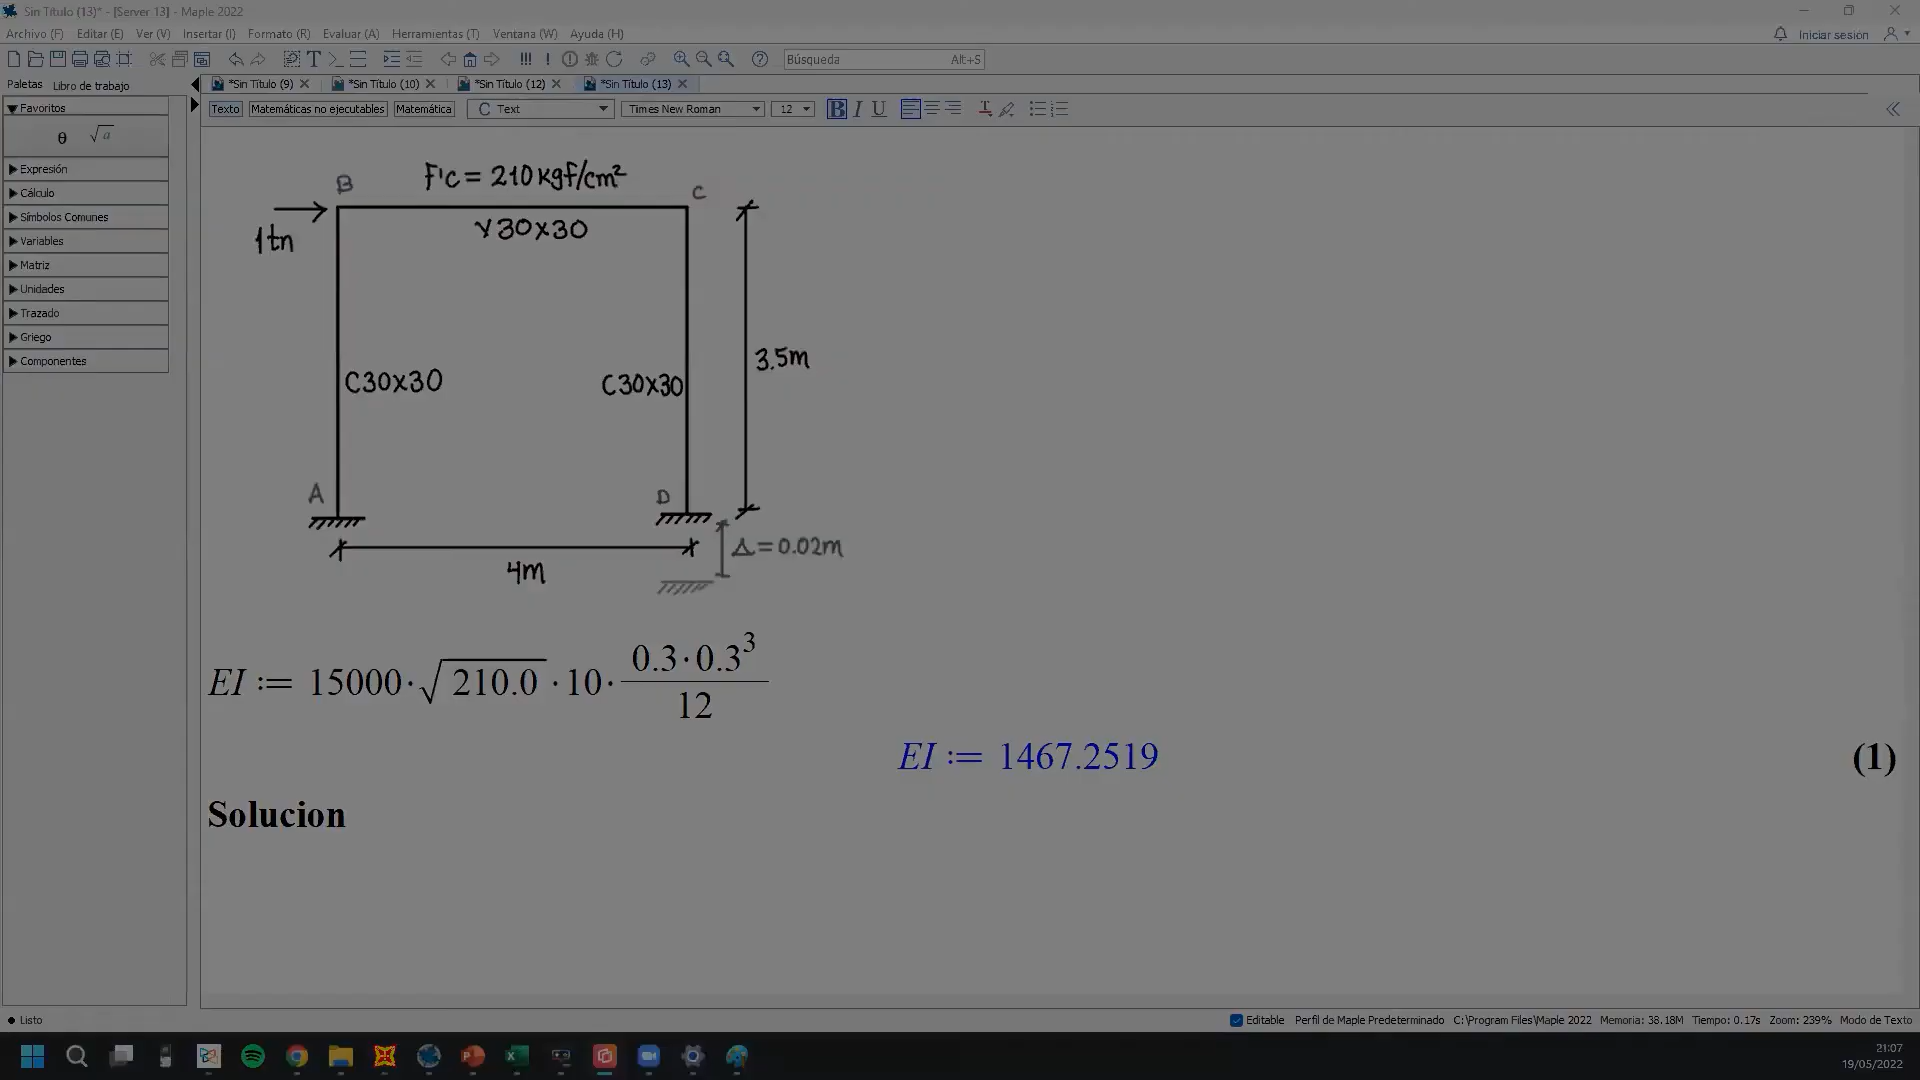 Sin Título (13)* - [Server 13] - Maple 2022
Archivo (F) Editar (E) Ver (V) Insertar (I) Formato (R) Evaluar (A) Herramientas (T) Ventana (W) Ayuda (H) Iniciar sesión
Búsqueda Alt+S
Paletas Libro de trabajo *Sin Título (9) *Sin Título (10) *Sin Título (12) *Sin Título (13)
Texto Matemáticas no ejecutables Matemática C Text Times New Roman 12 B I U
Favoritos
θ √a
Expresión
Cálculo
Símbolos Comunes
Variables
Matriz
Unidades
Trazado
Griego
Componentes
F'c = 210kgf/cm²
B C
1tn V30x30
3.5m
C30x30 C30x30
A D
Δ=0.02m
4m
EI := 15000·√210.0·10·(0.3·0.3³)/12
EI := 1467.2519 (1)
Solucion
Listo Editable Perfil de Maple Predeterminado C:\Program Files\Maple 2022 Memoria: 38.18M Tiempo: 0.17s Zoom: 239% Modo de Texto
21:07
19/05/2022